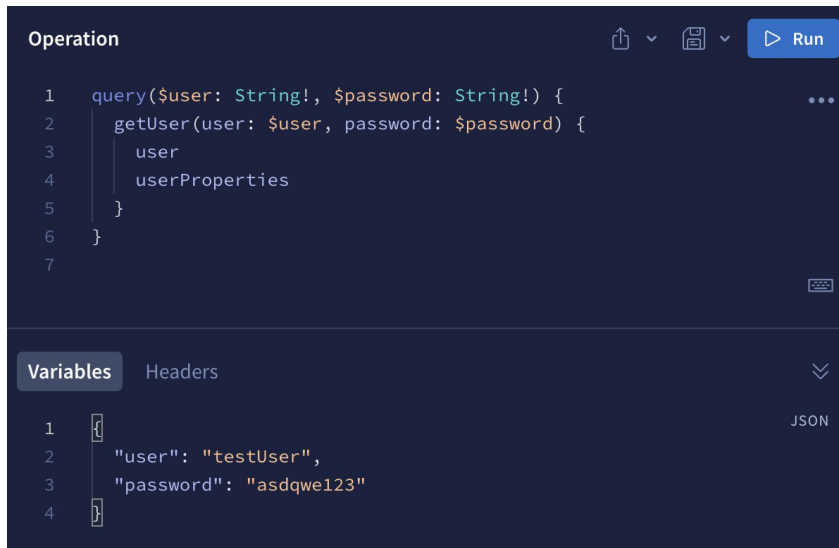 Operation
Run
1 query($user: String!, $password: String!) {
2 getUser(user: $user, password: $password) {
3 user
4 userProperties
5 }
6 }
7
Variables Headers
JSON
1 {
2 "user": "testUser",
3 "password": "asdqwe123"
4 }